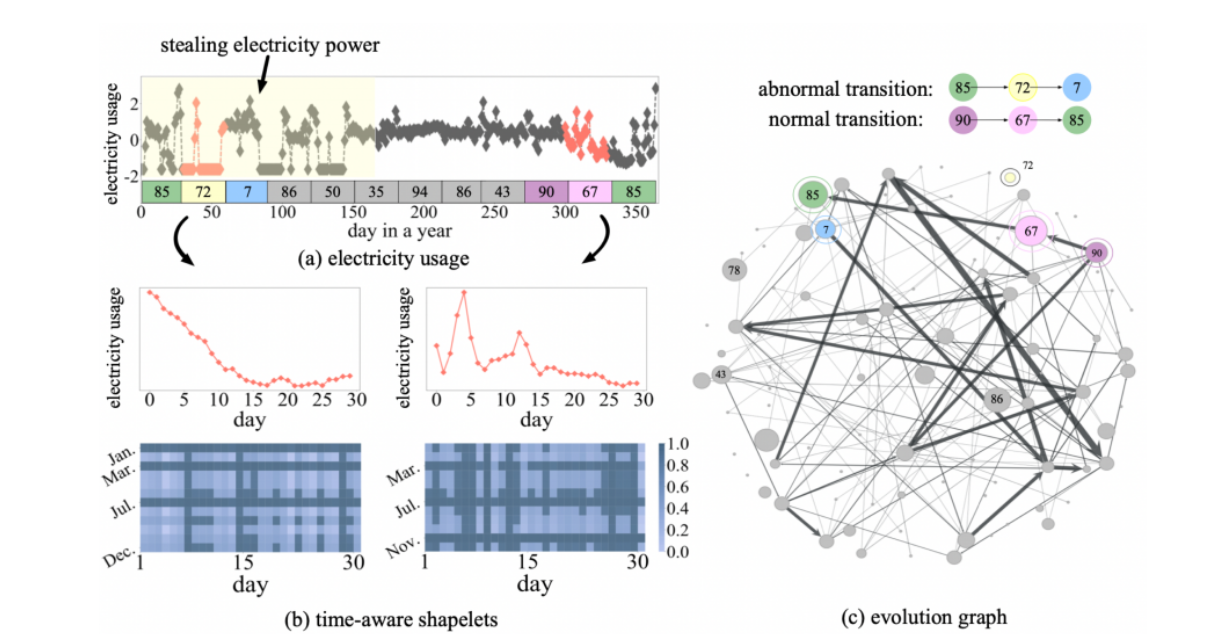 stealing electricity power
electricity usage
2
0
-2
85 72 7 86 50 35 94 86 43 90 67 85
0 50 100 150 200 250 300 350
day in a year
(a) electricity usage
electricity usage
0 5 10 15 20 25 30
day
electricity usage
0 5 10 15 20 25 30
day
Jan.
Mar.
Jul.
Dec.
1 15 30
day
Mar.
Jul.
Nov.
1 15 30
day
1.0
0.8
0.6
0.4
0.2
0.0
(b) time-aware shapelets
abnormal transition: 85 72 7
normal transition: 90 67 85
72
85
7
67
90
78
43
86
(c) evolution graph